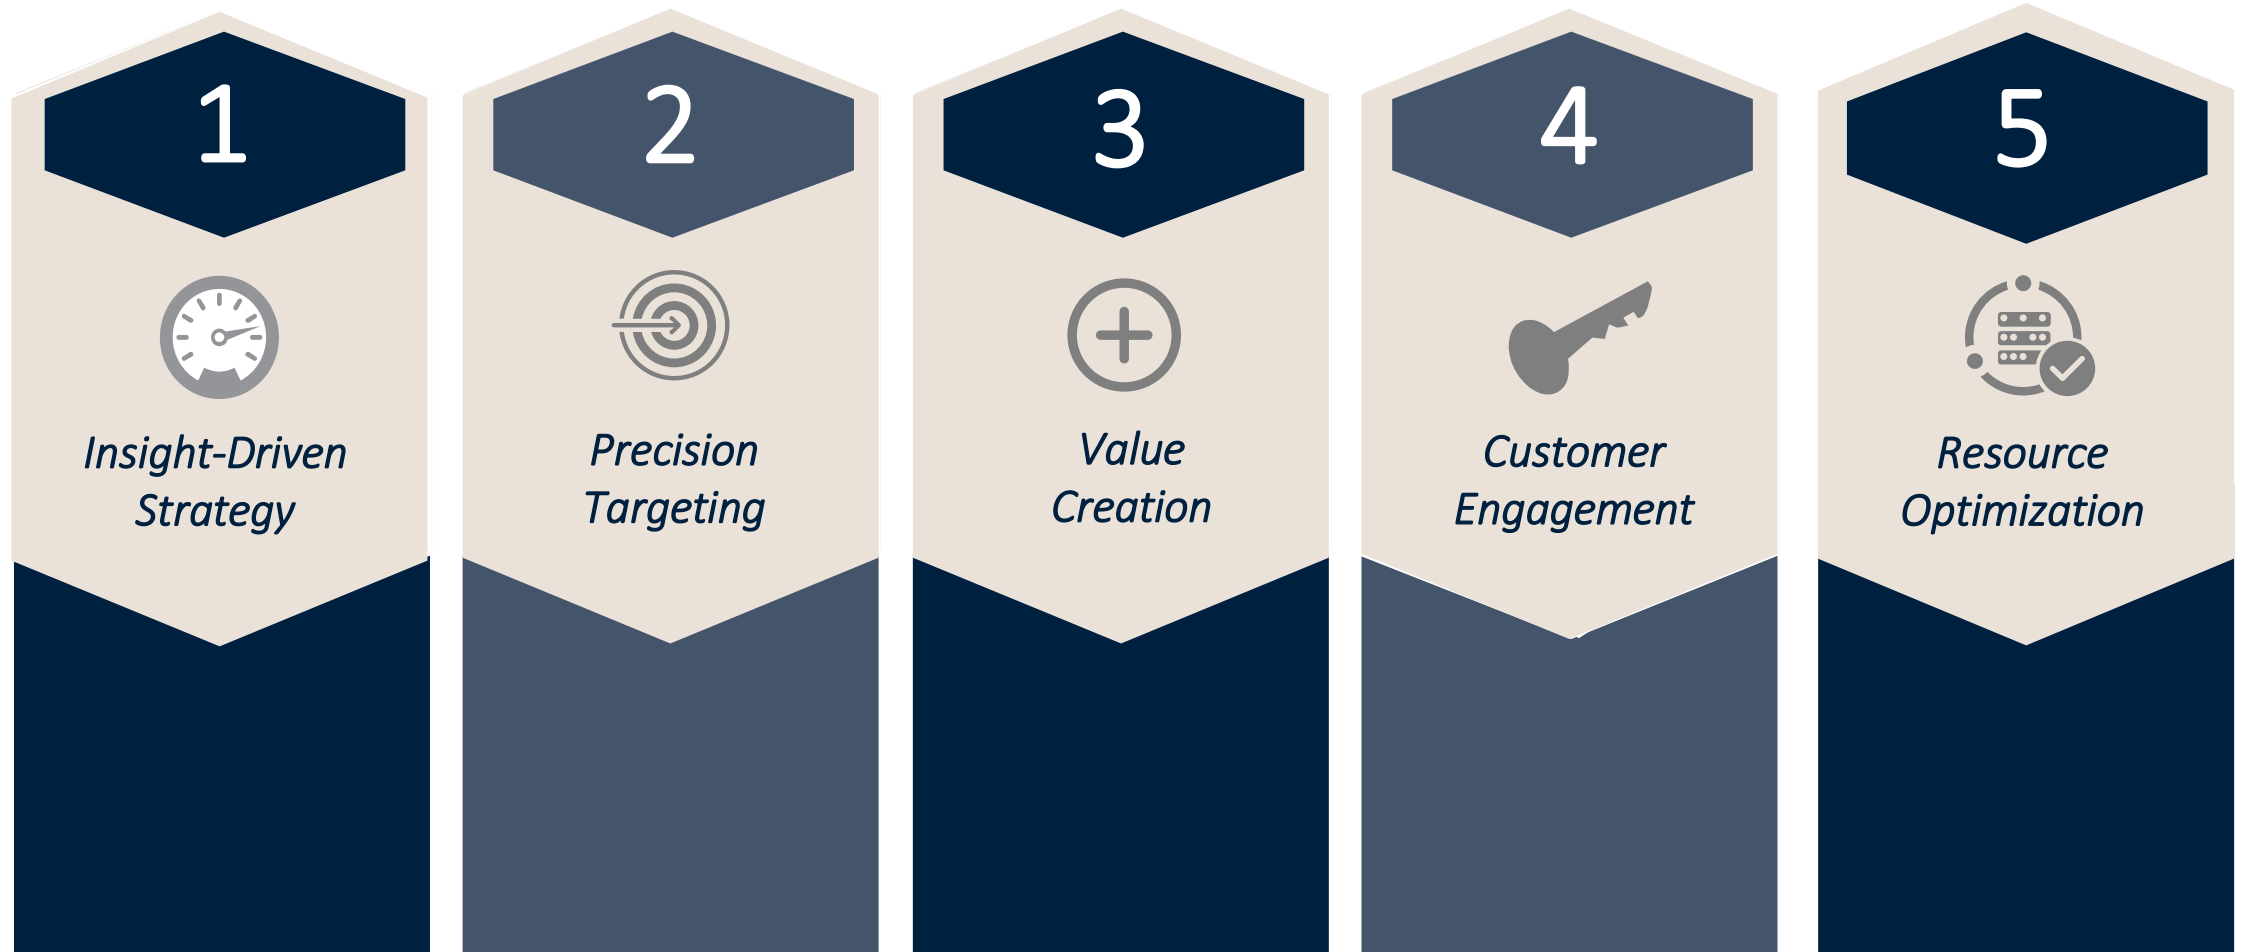 1
Insight-Driven
Strategy
2
Precision
Targeting
3
Value
Creation
4
Customer
Engagement
5
Resource
Optimization